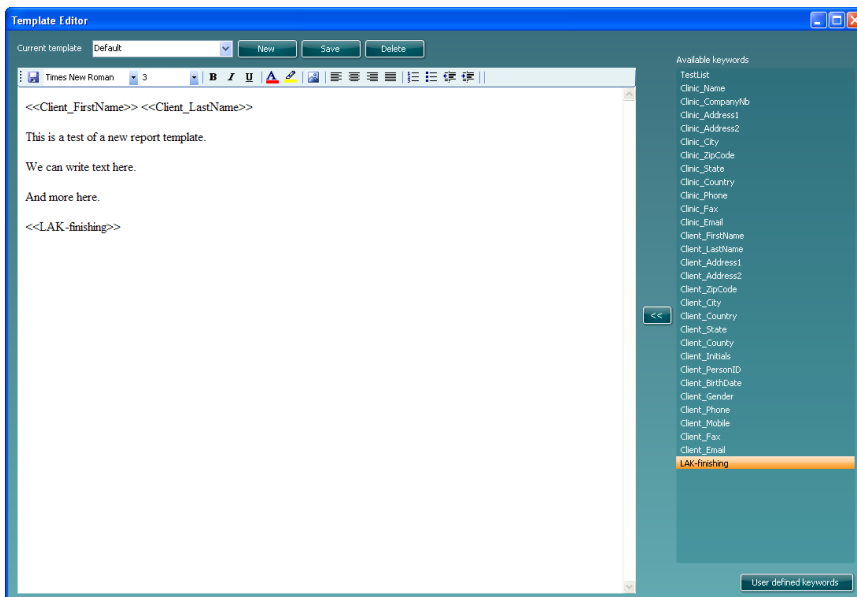 Template Editor
Current template Default New Save Delete
Times New Roman 3 B I U A
<<Client_FirstName>> <<Client_LastName>>
This is a test of a new report template.
We can write text here.
And more here.
<<LAK-finishing>>
<<
Available keywords
TestList
Clinic_Name
Clinic_CompanyNb
Clinic_Address1
Clinic_Address2
Clinic_City
Clinic_ZipCode
Clinic_State
Clinic_Country
Clinic_Phone
Clinic_Fax
Clinic_Email
Client_FirstName
Client_LastName
Client_Address1
Client_Address2
Client_ZipCode
Client_City
Client_Country
Client_State
Client_County
Client_Initials
Client_PersonID
Client_BirthDate
Client_Gender
Client_Phone
Client_Mobile
Client_Fax
Client_Email
LAK-finishing
User defined keywords